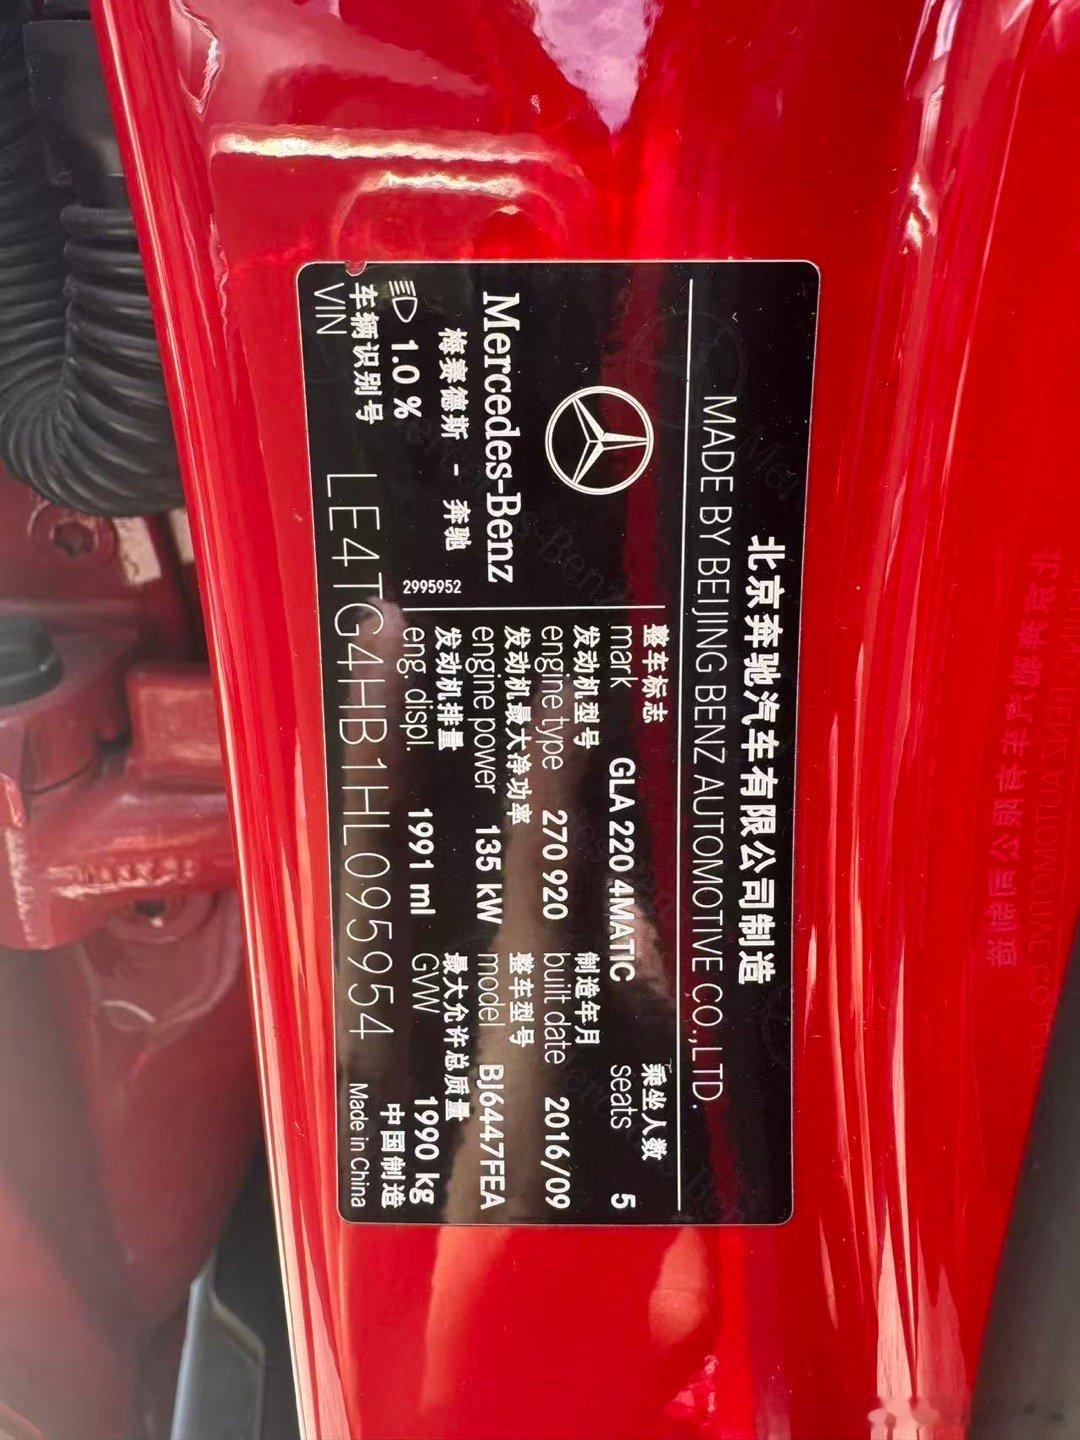 北京奔驰汽车有限公司制造
MADE BY BEIJING BENZ AUTOMOTIVE CO.,LTD.
整车标志 乘坐人数
mark GLA 220 4MATIC seats 5
发动机型号 制造年月
engine type 270 920 built date 2016/09
发动机最大净功率 整车型号
engine power 135 kW model BJ6447FEA
发动机排量 最大允许总质量
eng. displ. 1991 ml GVW 1990 kg
Mercedes-Benz
梅赛德斯 - 奔驰
2995952
1.0 %
车辆识别号 中国制造
VIN LE4TG4HB1HL095954 Made in China